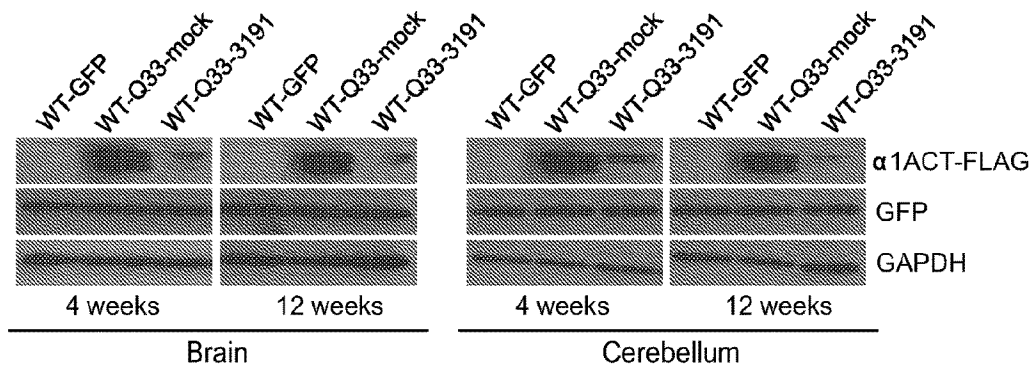 WT-GFP
WT-Q33-mock
WT-Q33-3191
WT-GFP
WT-Q33-mock
WT-Q33-3191
WT-GFP
WT-Q33-mock
WT-Q33-3191
WT-GFP
WT-Q33-mock
WT-Q33-3191
α1ACT-FLAG
GFP
GAPDH
4 weeks 12 weeks 4 weeks 12 weeks
Brain Cerebellum